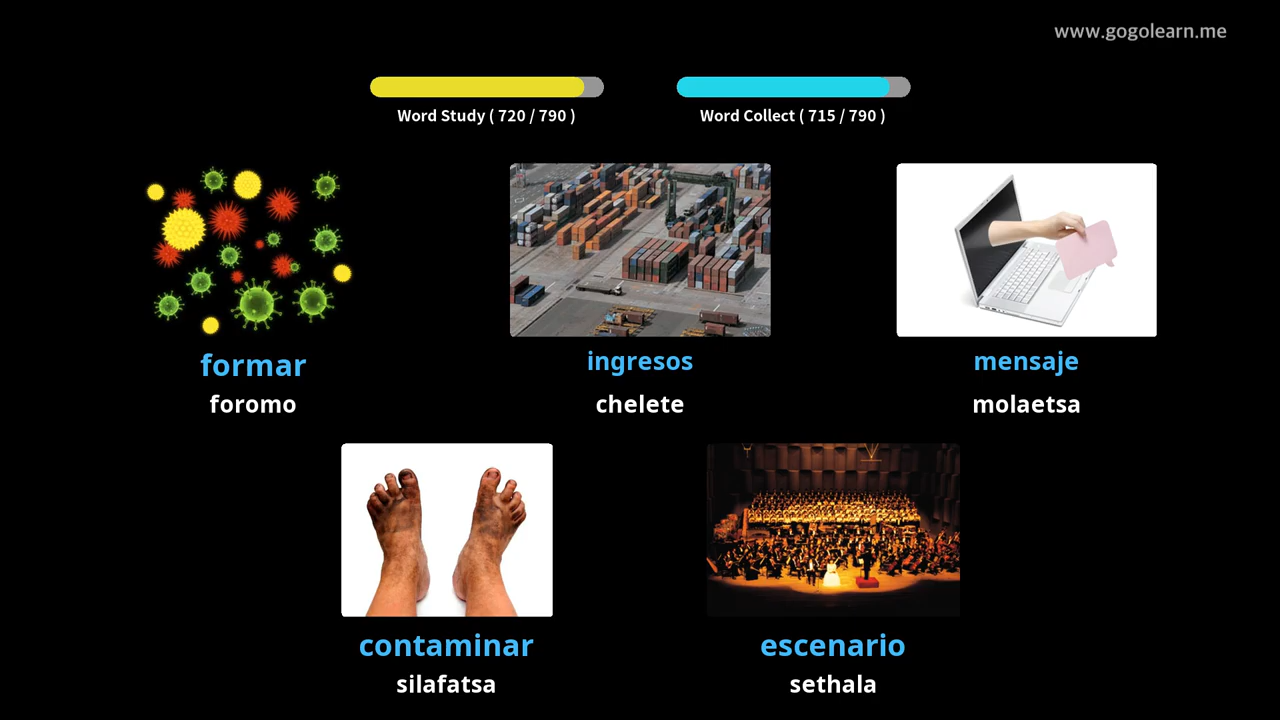 www.gogolearn.me
Word Study ( 720 / 790 )
Word Collect ( 715 / 790 )
formar
foromo
ingresos
chelete
mensaje
molaetsa
contaminar
silafatsa
escenario
sethala